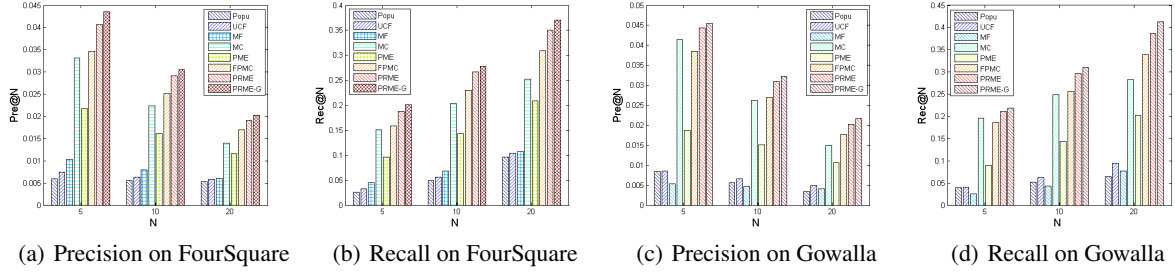 0.045
0.04
0.035
0.03
0.025
0.02
0.015
0.01
0.005
0
Pre@N
5
10
20
N
Popu
UCF
MF
MC
PME
FPMC
PRME
PRME-G
(a) Precision on FourSquare
0.4
0.35
0.3
0.25
0.2
0.15
0.1
0.05
0
Rec@N
5
10
20
N
Popu
UCF
MF
MC
PME
FPMC
PRME
PRME-G
(b) Recall on FourSquare
0.05
0.045
0.04
0.035
0.03
0.025
0.02
0.015
0.01
0.005
0
Pre@N
5
10
20
N
Popu
UCF
MF
MC
PME
FPMC
PRME
PRME-G
(c) Precision on Gowalla
0.45
0.4
0.35
0.3
0.25
0.2
0.15
0.1
0.05
0
Rec@N
5
10
20
N
Popu
UCF
MF
MC
PME
FPMC
PRME
PRME-G
(d) Recall on Gowalla